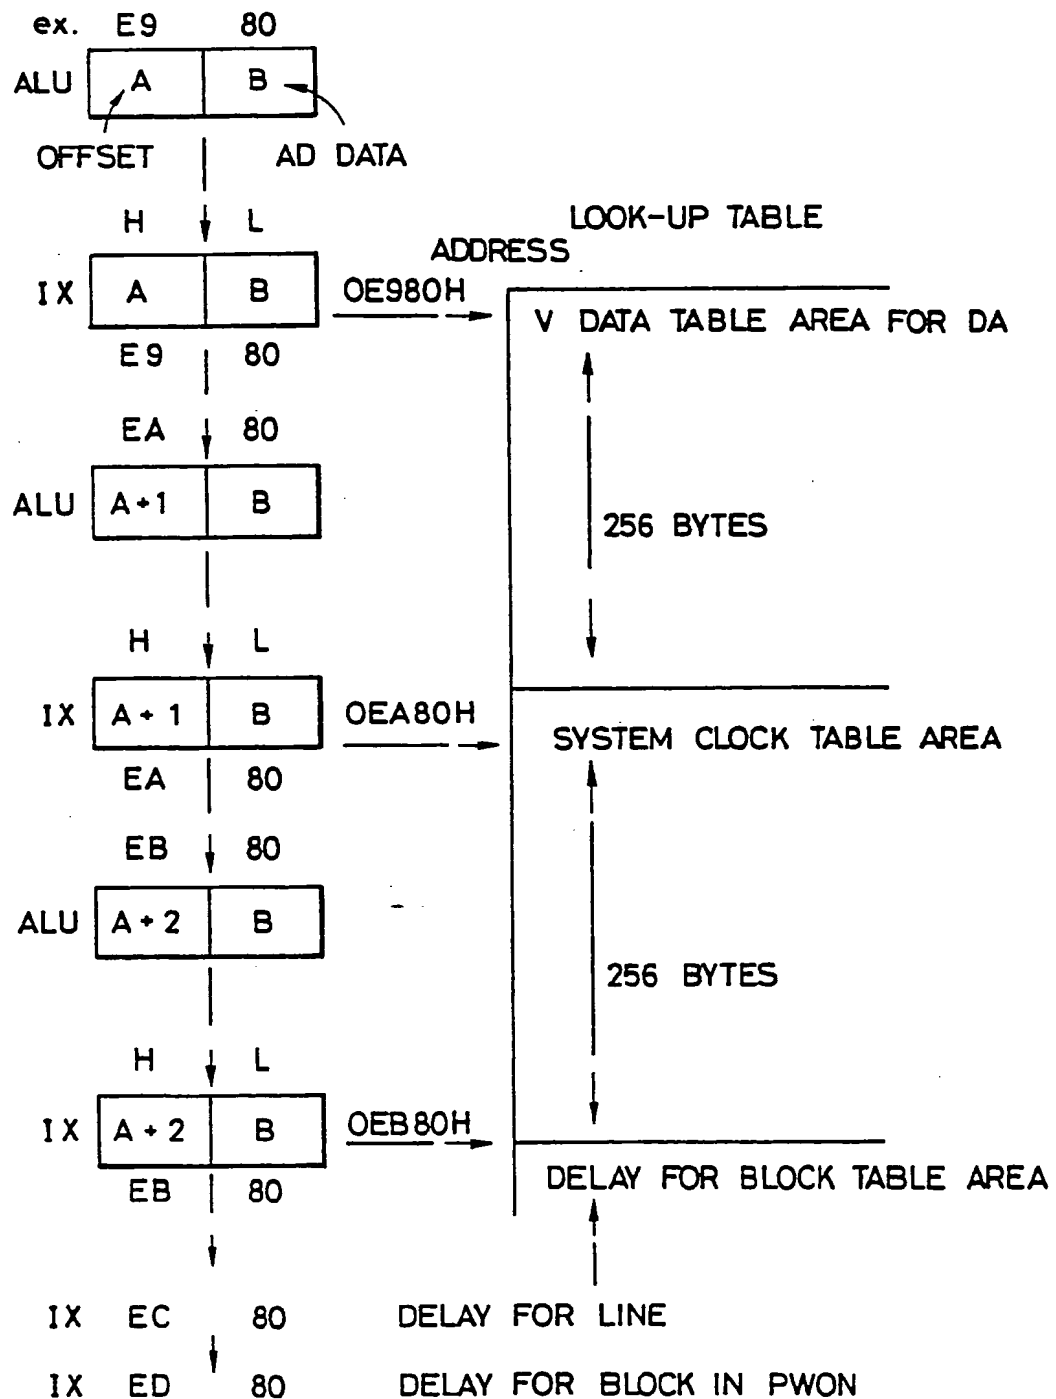 ex. E9 80
ALU A B
OFFSET AD DATA
H L
LOOK-UP TABLE
ADDRESS
IX A B OE980H
V DATA TABLE AREA FOR DA
E9 80
EA 80
ALU A+1 B
256 BYTES
H L
IX A+1 B OEA80H
SYSTEM CLOCK TABLE AREA
EA 80
EB 80
ALU A+2 B
256 BYTES
H L
IX A+2 B OEB80H
DELAY FOR BLOCK TABLE AREA
EB 80
IX EC 80 DELAY FOR LINE
IX ED 80 DELAY FOR BLOCK IN PWON